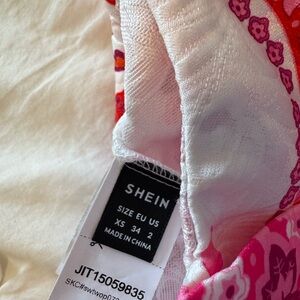 SHEIN
SIZE EU US
XS 34 2
MADE IN CHINA
JIT15059835